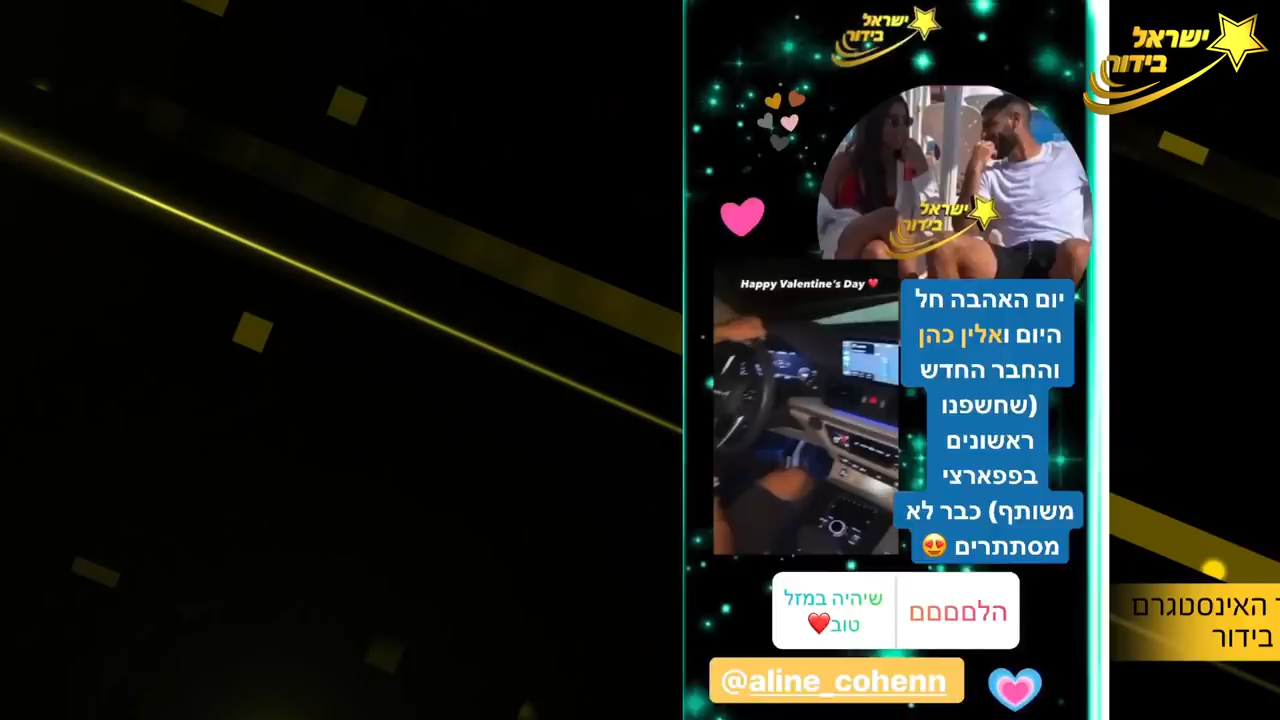 ישראל
בידור
ישראל
בידור
ישראל
בידור
Happy Valentine's Day ❤️
יום האהבה חל
היום ואלין כהן
והחבר החדש
(שחשפנו
ראשונים
בפפארצי
משותף) כבר לא
מסתתרים 😍
הלםםםם
שיהיה במזל
טוב❤️
@aline_cohenn
האינסטגרם
בידור